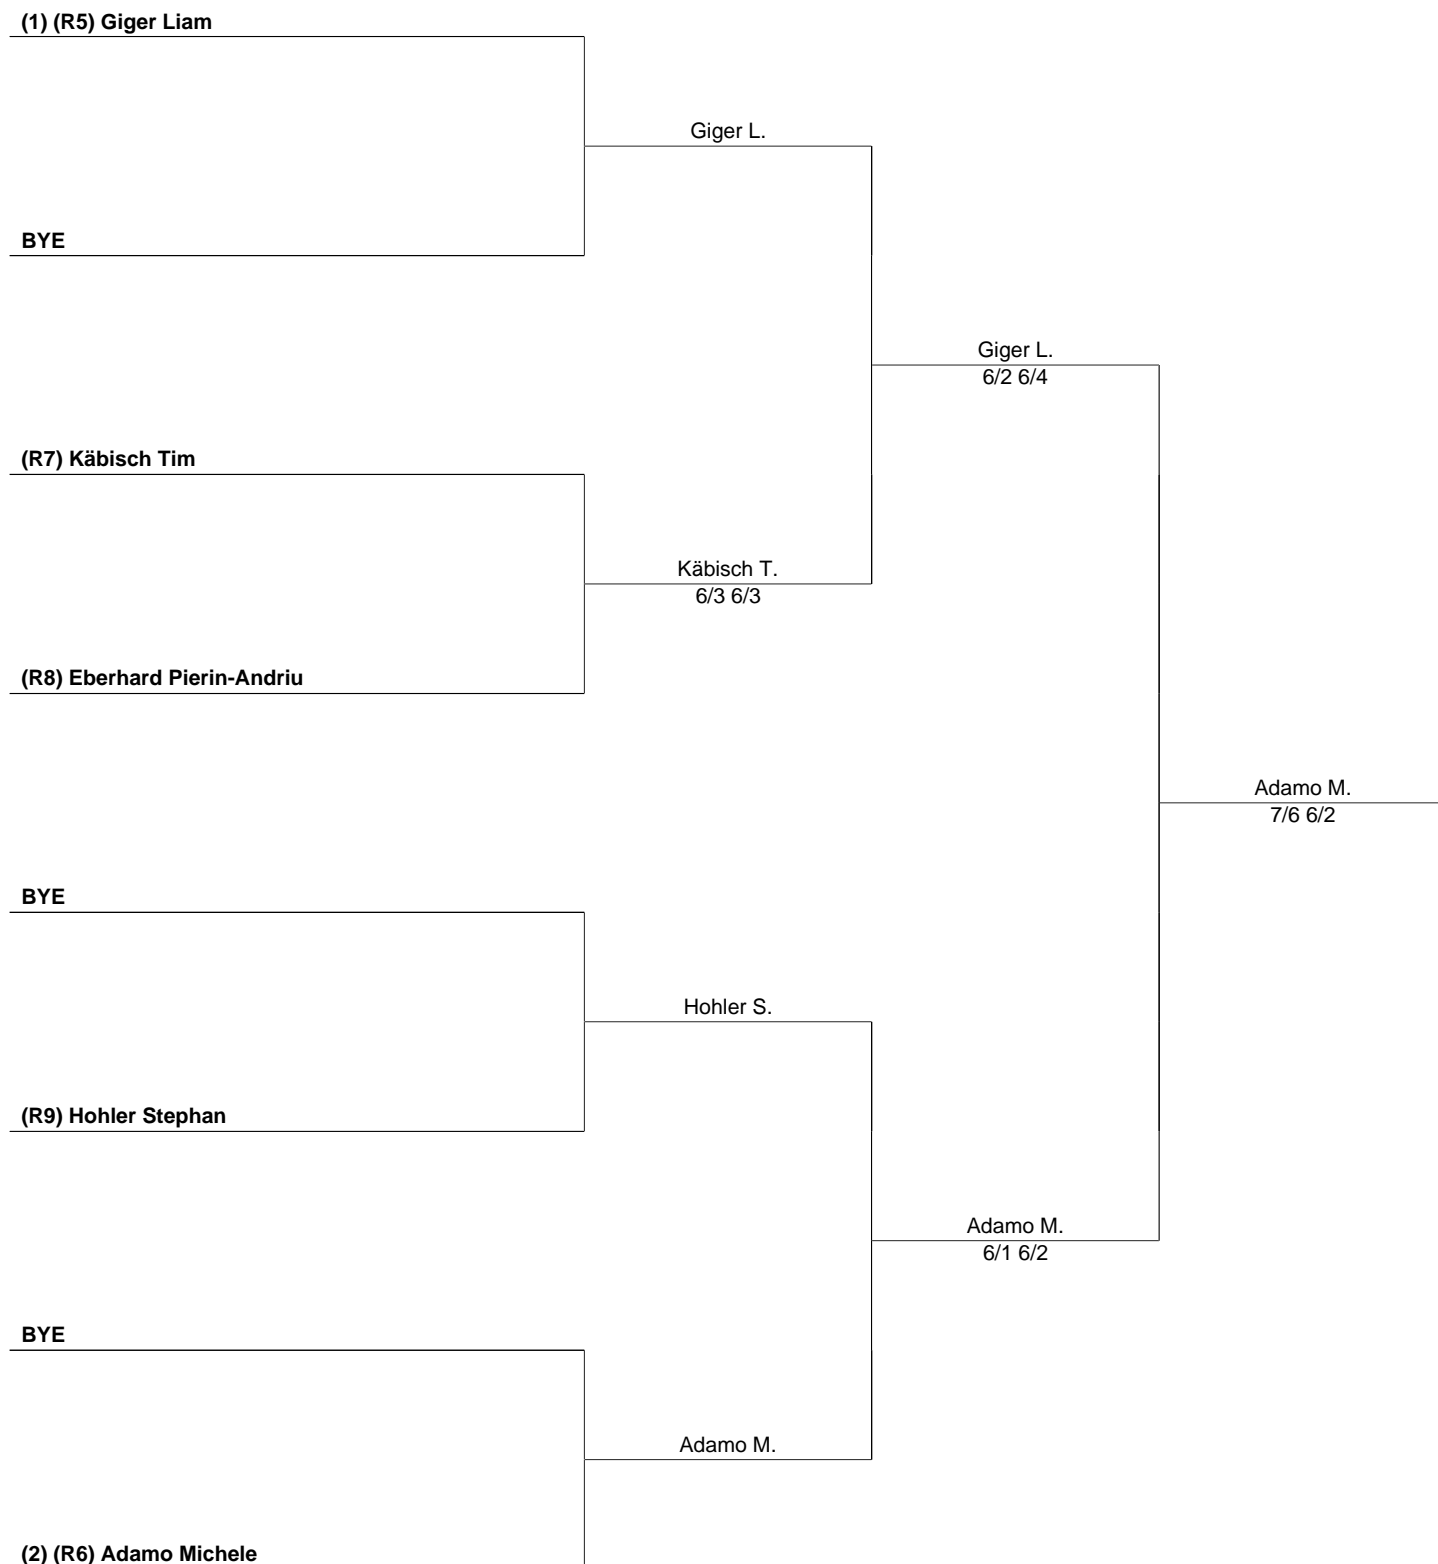 (1) (R5) Giger Liam
Giger L.
BYE
Giger L.
6/2 6/4
(R7) Käbisch Tim
Käbisch T.
6/3 6/3
(R8) Eberhard Pierin-Andriu
Adamo M.
7/6 6/2
BYE
Hohler S.
(R9) Hohler Stephan
Adamo M.
6/1 6/2
BYE
Adamo M.
(2) (R6) Adamo Michele